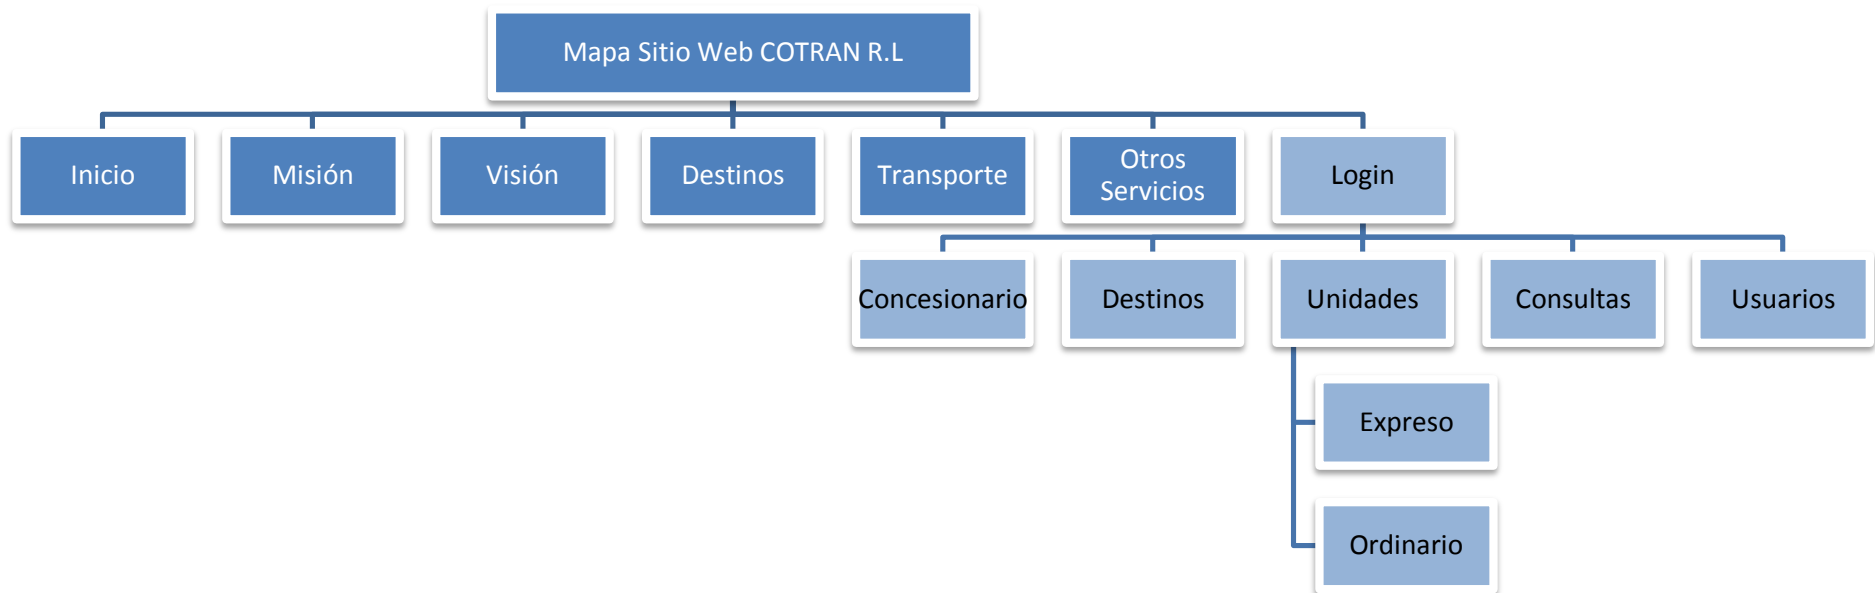 Mapa Sitio Web COTRAN R.L
Inicio
Misión
Visión
Destinos
Transporte
Otros
Servicios
Login
Concesionario
Destinos
Unidades
Consultas
Usuarios
Expreso
Ordinario